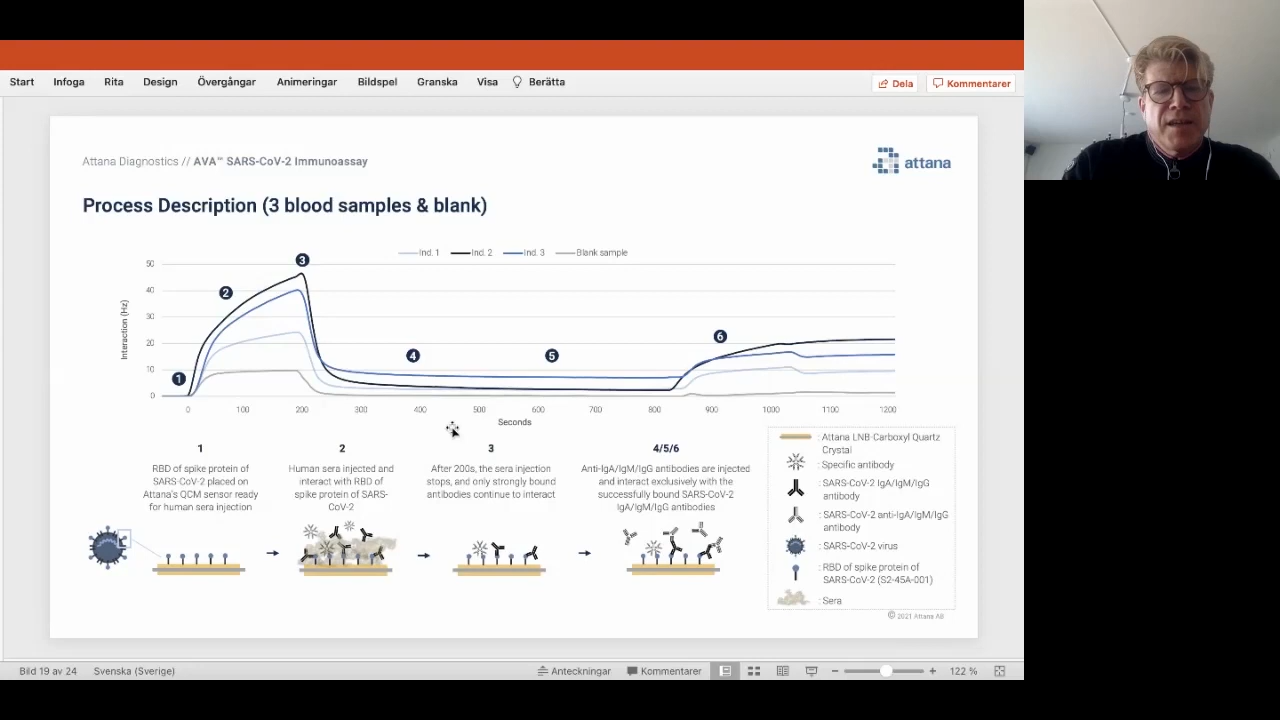 Start Infoga Rita Design Övergångar Animeringar Bildspel Granska Visa Berätta Dela Kommentarer
Attana Diagnostics // AVA™ SARS-CoV-2 Immunoassay
attana
Process Description (3 blood samples & blank)
Ind. 1 Ind. 2 Ind. 3 Blank sample
Interaction (Hz)
50
40
30
20
10
0
1
2
3
4
5
6
0 100 200 300 400 500 600 700 800 900 1000 1100 1200
Seconds
1
RBD of spike protein of
SARS-CoV-2 placed on
Attana's QCM sensor ready
for human sera injection
2
Human sera injected and
interact with RBD of
spike protein of SARS-
CoV-2
3
After 200s, the sera injection
stops, and only strongly bound
antibodies continue to interact
4/5/6
Anti-IgA/IgM/IgG antibodies are injected
and interact exclusively with the
successfully bound SARS-CoV-2
IgA/IgM/IgG antibodies
: Attana LNB-Carboxyl Quartz
Crystal
: Specific antibody
: SARS-CoV-2 IgA/IgM/IgG
antibody
: SARS-CoV-2 anti-IgA/IgM/IgG
antibody
: SARS-CoV-2 virus
: RBD of spike protein of
SARS-CoV-2 (S2-45A-001)
: Sera
© 2021 Attana AB
Bild 19 av 24 Svenska (Sverige) Anteckningar Kommentarer 122 %